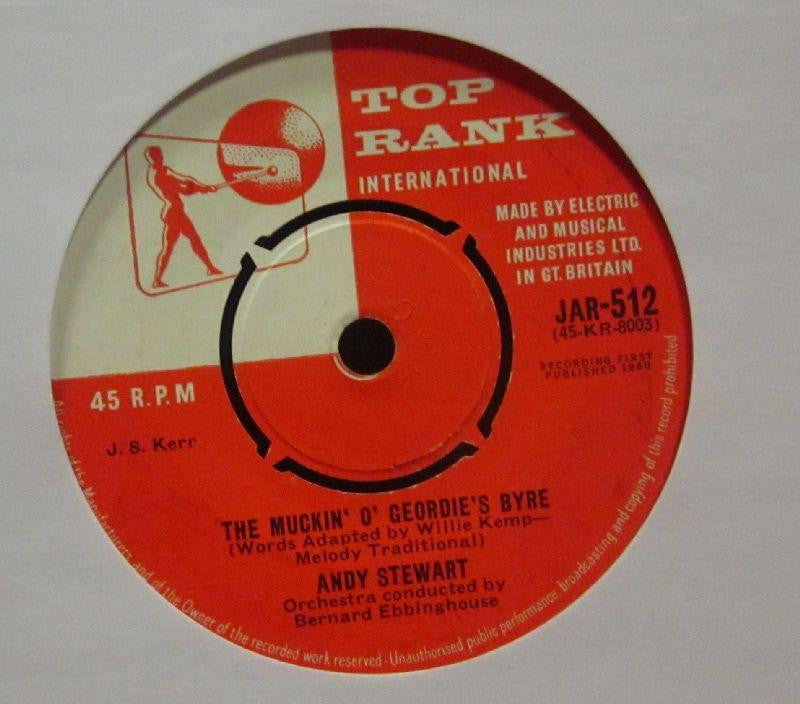 TOP
RANK
INTERNATIONAL
MADE BY ELECTRIC
AND MUSICAL
INDUSTRIES LTD.
IN GT. BRITAIN
JAR-512
(45-KR-8003)
RECORDING FIRST
PUBLISHED 1960
45 R.P.M
J. S. Kerr
THE MUCKIN' O' GEORDIE'S BYRE
(Words Adapted by Willie Kemp—
Melody Traditional)
ANDY STEWART
Orchestra conducted by
Bernard Ebbinghouse
All rights of the Manufacturers and of the Owner of the recorded work reserved - Unauthorised public performance broadcasting and copying of this record prohibited